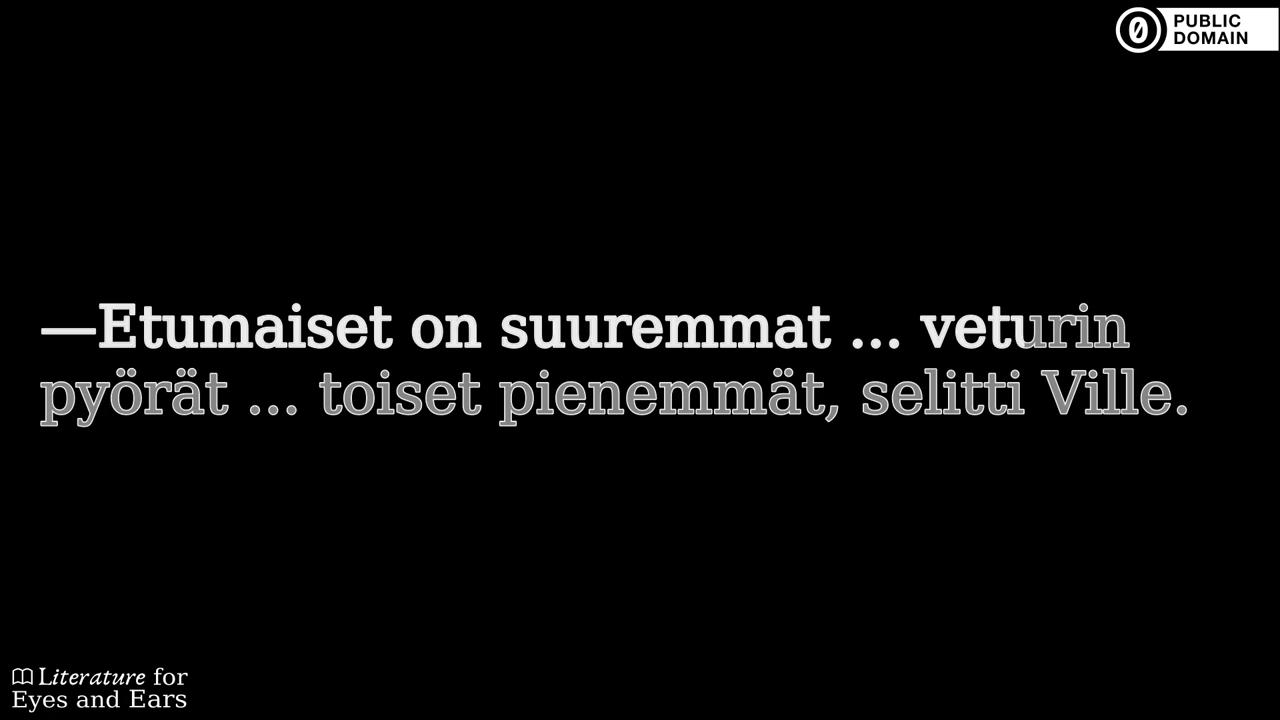 PUBLIC
DOMAIN
—Etumaiset on suuremmat ... veturin
pyörät ... toiset pienemmät, selitti Ville.
Literature for
Eyes and Ears